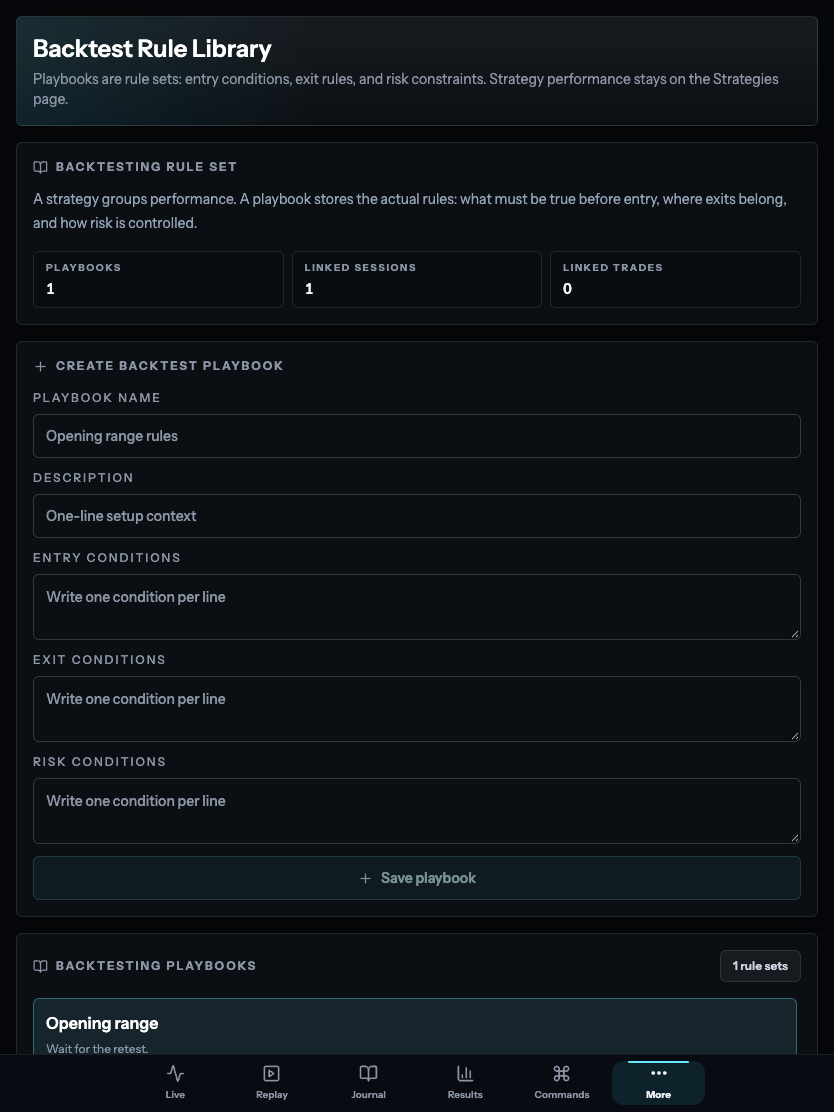 Backtest Rule Library
Playbooks are rule sets: entry conditions, exit rules, and risk constraints. Strategy performance stays on the Strategies
page.
BACKTESTING RULE SET
A strategy groups performance. A playbook stores the actual rules: what must be true before entry, where exits belong,
and how risk is controlled.
PLAYBOOKS
1
LINKED SESSIONS
1
LINKED TRADES
0
CREATE BACKTEST PLAYBOOK
PLAYBOOK NAME
Opening range rules
DESCRIPTION
One-line setup context
ENTRY CONDITIONS
Write one condition per line
EXIT CONDITIONS
Write one condition per line
RISK CONDITIONS
Write one condition per line
Save playbook
BACKTESTING PLAYBOOKS
1 rule sets
Opening range
Wait for the retest.
Live
Replay
Journal
Results
Commands
More